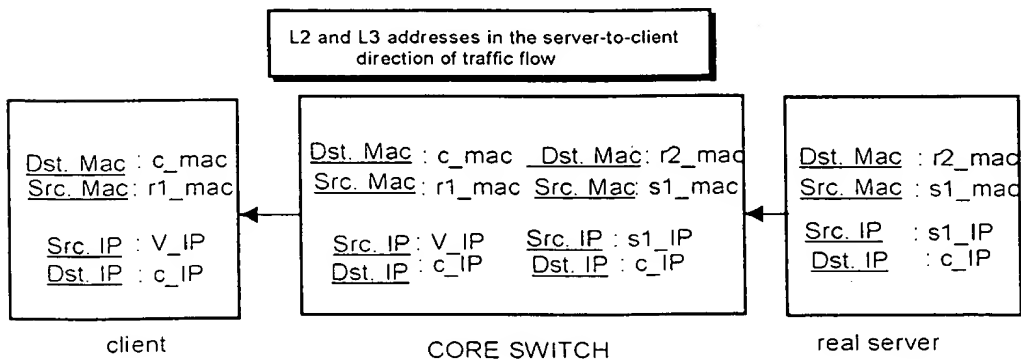 L2 and L3 addresses in the server-to-client
direction of traffic flow
Dst. Mac : c_mac
Src. Mac : r1_mac
Src. IP : V_IP
Dst. IP : c_IP
client
Dst. Mac : c_mac Dst. Mac : r2_mac
Src. Mac : r1_mac Src. Mac : s1_mac
Src. IP : V_IP Src. IP : s1_IP
Dst. IP : c_IP Dst. IP : c_IP
CORE SWITCH
Dst. Mac : r2_mac
Src. Mac : s1_mac
Src. IP : s1_IP
Dst. IP : c_IP
real server